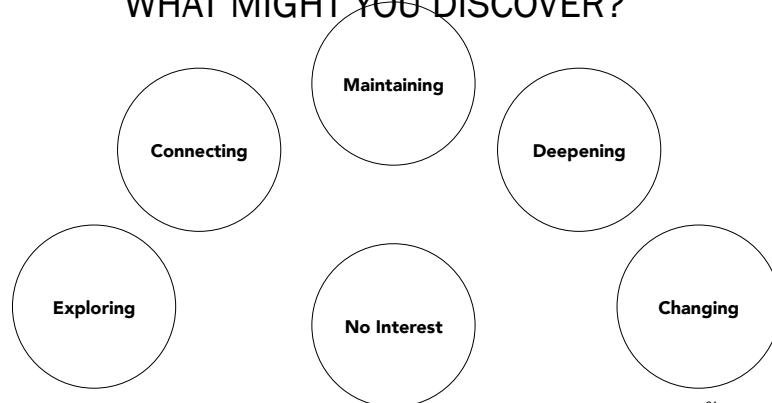 WHAT MIGHT YOU DISCOVER?
Maintaining
Connecting
Deepening
Exploring
No Interest
Changing